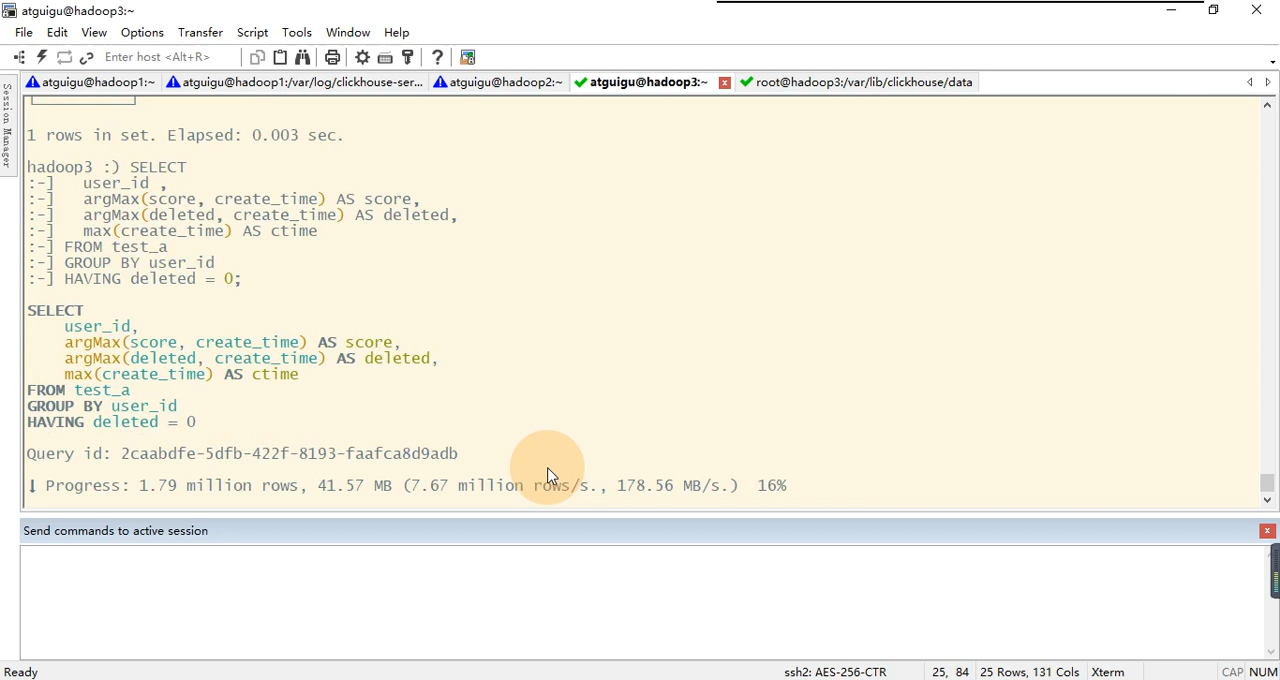 atguigu@hadoop3:~
File Edit View Options Transfer Script Tools Window Help
Enter host <Alt+R>
atguigu@hadoop1:~ atguigu@hadoop1:/var/log/clickhouse-ser... atguigu@hadoop2:~ atguigu@hadoop3:~ root@hadoop3:/var/lib/clickhouse/data
Session Manager
1 rows in set. Elapsed: 0.003 sec.
hadoop3 :) SELECT
:-] user_id ,
:-] argMax(score, create_time) AS score,
:-] argMax(deleted, create_time) AS deleted,
:-] max(create_time) AS ctime
:-] FROM test_a
:-] GROUP BY user_id
:-] HAVING deleted = 0;
SELECT
user_id,
argMax(score, create_time) AS score,
argMax(deleted, create_time) AS deleted,
max(create_time) AS ctime
FROM test_a
GROUP BY user_id
HAVING deleted = 0
Query id: 2caabdfe-5dfb-422f-8193-faafca8d9adb
↓ Progress: 1.79 million rows, 41.57 MB (7.67 million rows/s., 178.56 MB/s.) 16%
Send commands to active session
Ready ssh2: AES-256-CTR 25, 84 25 Rows, 131 Cols Xterm CAP NUM